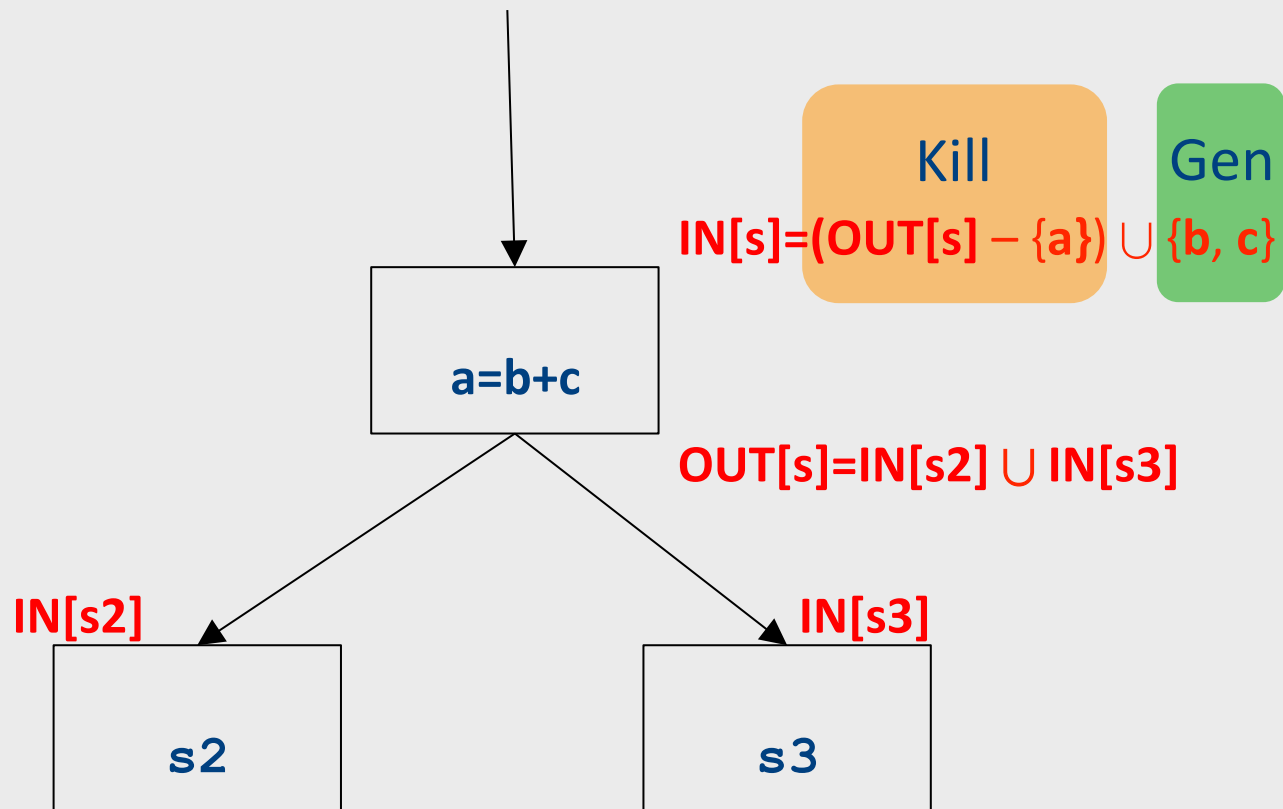 Kill
Gen
IN[s]=(OUT[s] – {a}) ∪ {b, c}
a=b+c
OUT[s]=IN[s2] ∪ IN[s3]
IN[s2]
IN[s3]
s2
s3